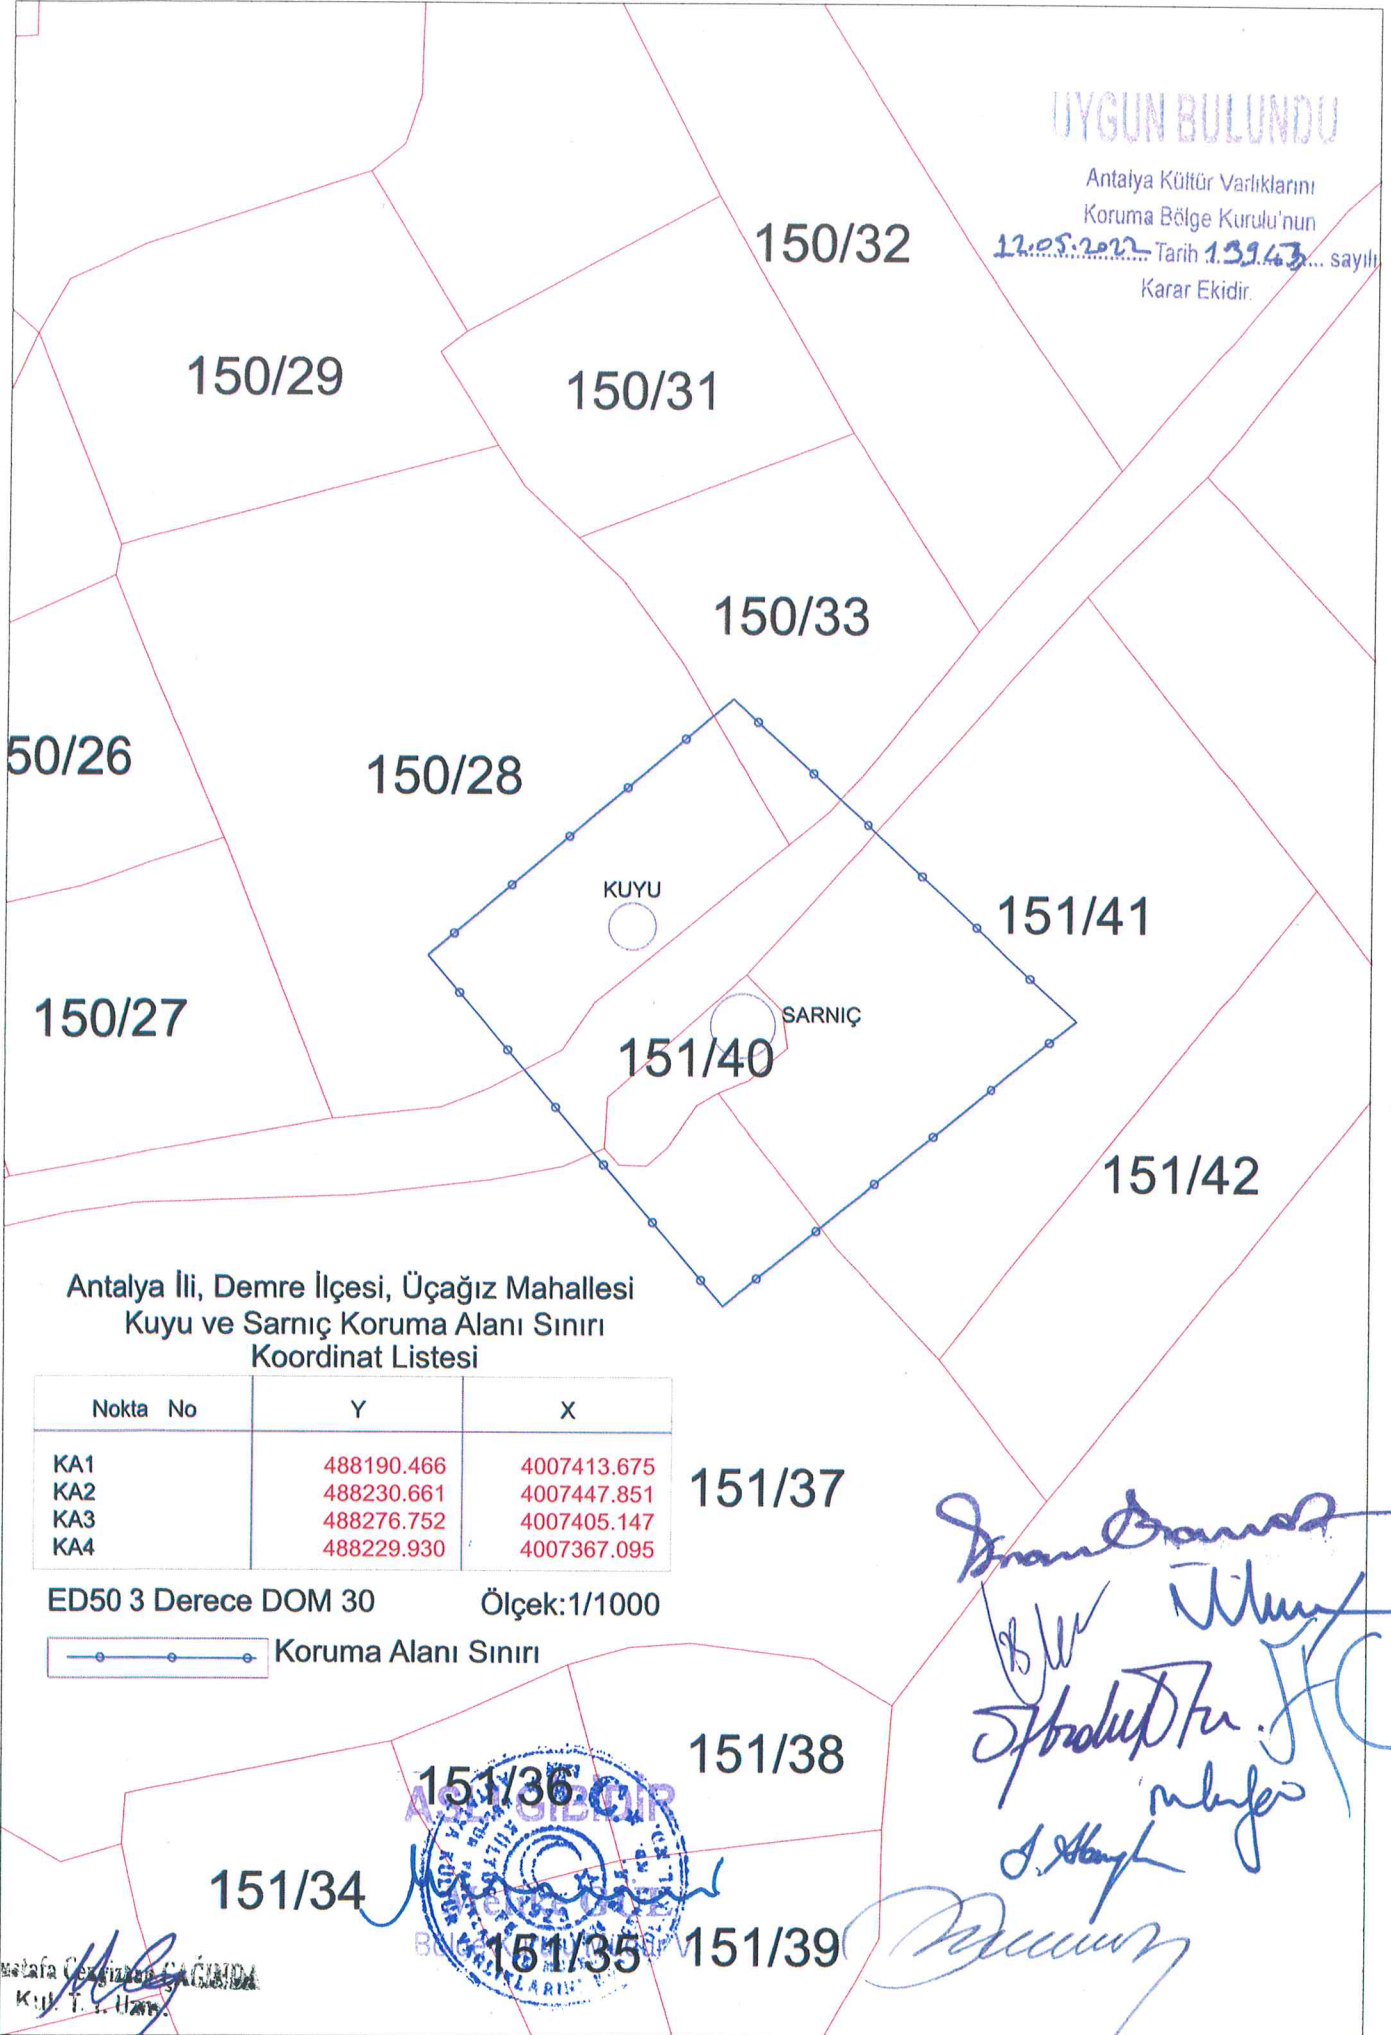 UYGUN BULUNDU
Antalya Kültür Varlıklarını
Koruma Bölge Kurulu'nun
12.05.2022 Tarih 13943 sayılı
Karar Ekidir.
150/32
150/29
150/31
150/33
50/26
150/28
KUYU
151/41
150/27
SARNIÇ
151/40
151/42
Antalya İli, Demre İlçesi, Üçağız Mahallesi
Kuyu ve Sarnıç Koruma Alanı Sınırı
Koordinat Listesi
Nokta No Y X
KA1 488190.466 4007413.675
KA2 488230.661 4007447.851
KA3 488276.752 4007405.147
KA4 488229.930 4007367.095
151/37
ED50 3 Derece DOM 30 Ölçek:1/1000
Koruma Alanı Sınırı
151/38
151/36
ASLI GİBİDİR
151/34
151/35
151/39